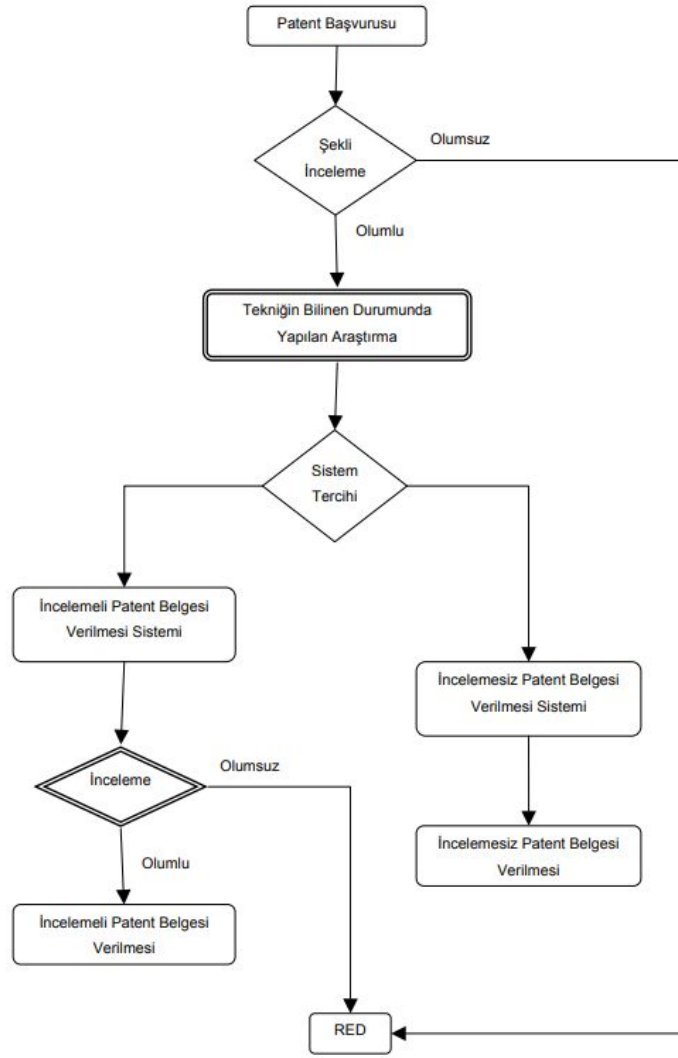 Patent Başvurusu
Şekli
İnceleme
Olumsuz
Olumlu
Tekniğin Bilinen Durumunda
Yapılan Araştırma
Sistem
Tercihi
İncelemeli Patent Belgesi
Verilmesi Sistemi
İncelemesiz Patent Belgesi
Verilmesi Sistemi
İnceleme
Olumsuz
Olumlu
İncelemesiz Patent Belgesi
Verilmesi
İncelemeli Patent Belgesi
Verilmesi
RED